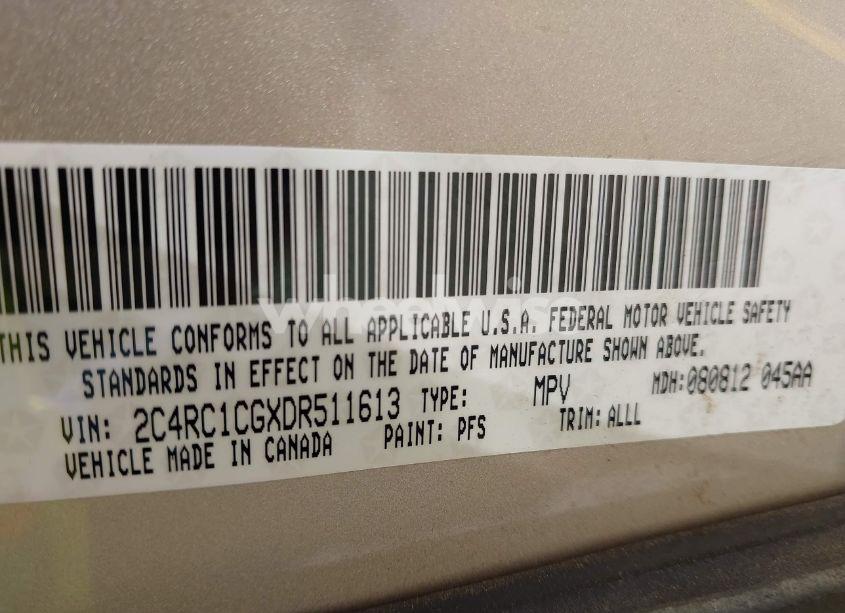 THIS VEHICLE CONFORMS TO ALL APPLICABLE U.S.A. FEDERAL MOTOR VEHICLE SAFETY
STANDARDS IN EFFECT ON THE DATE OF MANUFACTURE SHOWN ABOVE.
VIN: 2C4RC1CGXDR511613 TYPE: MPV MDH:080812 045AA
VEHICLE MADE IN CANADA PAINT: PFS TRIM:ALLL
wheelwise